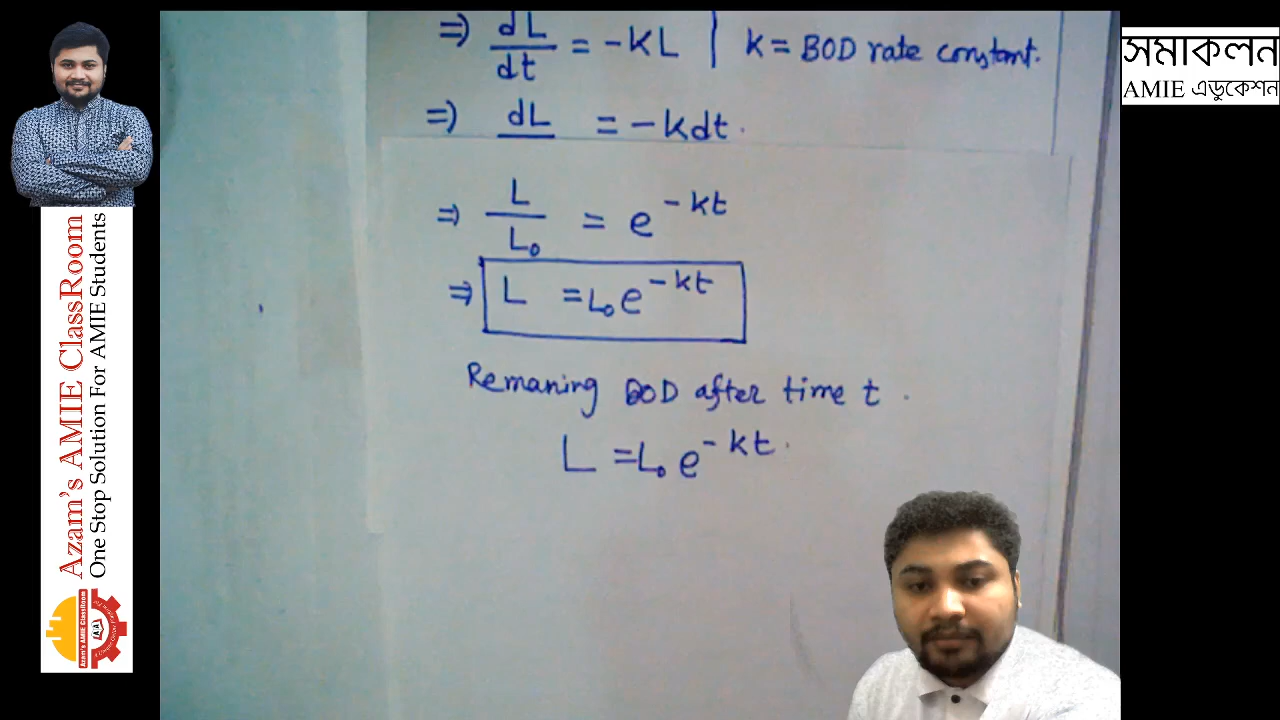 ⇒ dL/dt = -KL | K = BOD rate constant.
⇒ dL = -kdt.
⇒ L/L₀ = e^-kt
⇒ L = L₀e^-kt
Remaning BOD after time t.
L = L₀e^-kt.
সমাকলন
AMIE এডুকেশন
Azam's AMIE ClassRoom
One Stop Solution For AMIE Students